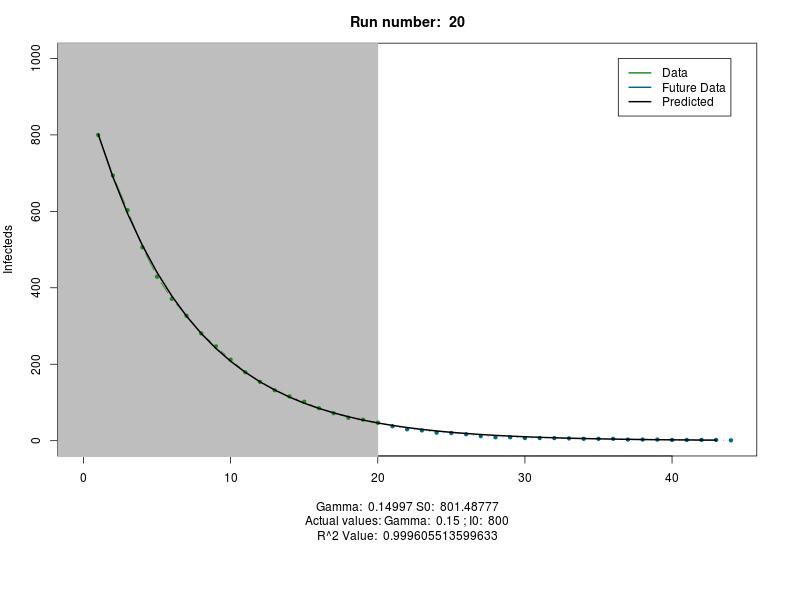 Run number:  20
1000
800
600
400
200
0
Infecteds
Data
Future Data
Predicted
0 10 20 30 40
Gamma:  0.14997 S0:  801.48777
Actual values: Gamma:  0.15 ; I0:  800
R^2 Value:  0.999605513599633